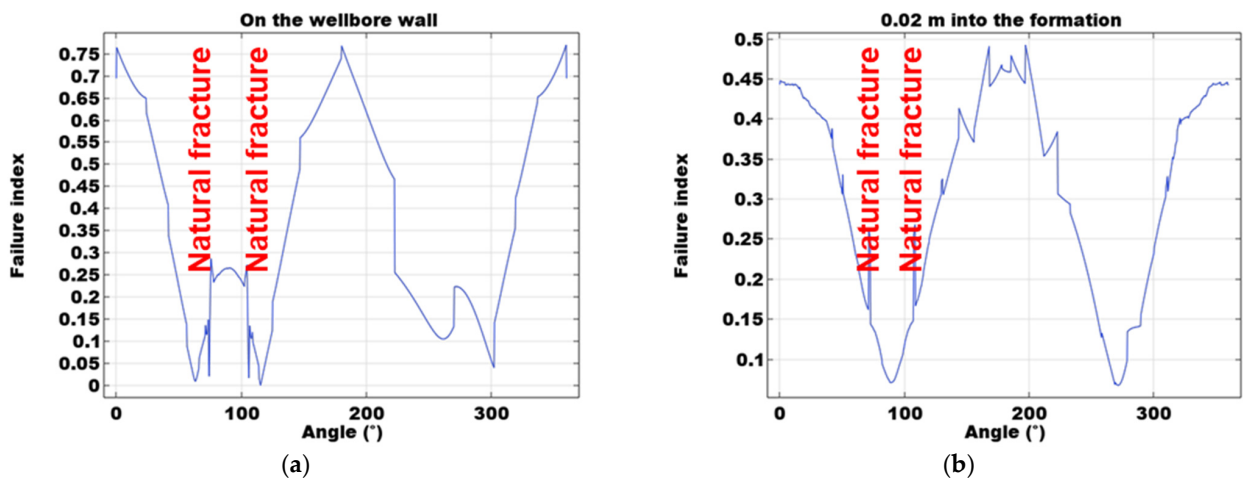 On the wellbore wall
Failure index
0.75
0.7
0.65
0.6
0.55
0.5
0.45
0.4
0.35
0.3
0.25
0.2
0.15
0.1
0.05
0
Natural fracture
Natural fracture
0 100 200 300
Angle (°)
(a)
0.02 m into the formation
Failure index
0.5
0.45
0.4
0.35
0.3
0.25
0.2
0.15
0.1
Natural fracture
Natural fracture
0 100 200 300
Angle (°)
(b)